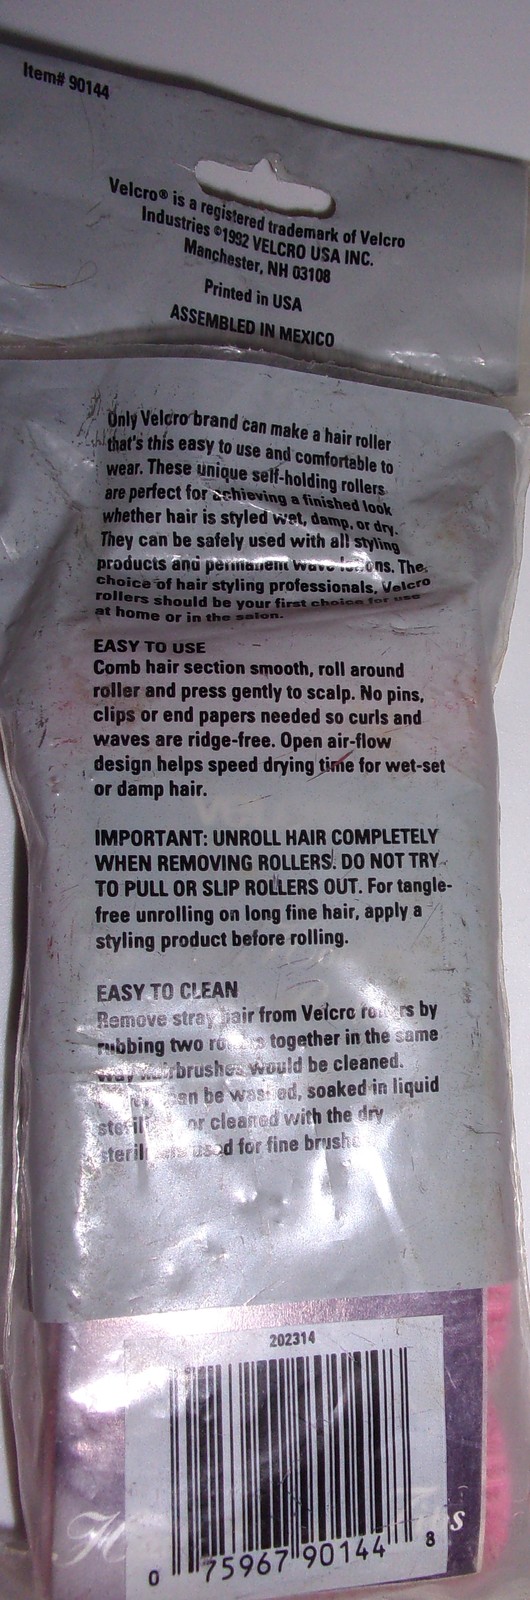 Item# 90144
Velcro® is a registered trademark of Velcro
Industries ©1992 VELCRO USA INC.
Manchester, NH 03108
Printed in USA
ASSEMBLED IN MEXICO
Only Velcro brand can make a hair roller
that's this easy to use and comfortable to
wear. These unique self-holding rollers
are perfect for achieving a finished look
whether hair is styled wet, damp, or dry.
They can be safely used with all styling
products and permanent wave lotions. The
choice of hair styling professionals, Velcro
rollers should be your first choice for use
at home or in the salon.
EASY TO USE
Comb hair section smooth, roll around
roller and press gently to scalp. No pins,
clips or end papers needed so curls and
waves are ridge-free. Open air-flow
design helps speed drying time for wet-set
or damp hair.
IMPORTANT: UNROLL HAIR COMPLETELY
WHEN REMOVING ROLLERS. DO NOT TRY
TO PULL OR SLIP ROLLERS OUT. For tangle-
free unrolling on long fine hair, apply a
styling product before rolling.
EASY TO CLEAN
Remove stray hair from Velcro rollers by
rubbing two rollers together in the same
way hairbrushes would be cleaned.
can be washed, soaked in liquid
or cleaned with the dry
used for fine
202314
0 75967 90144 8